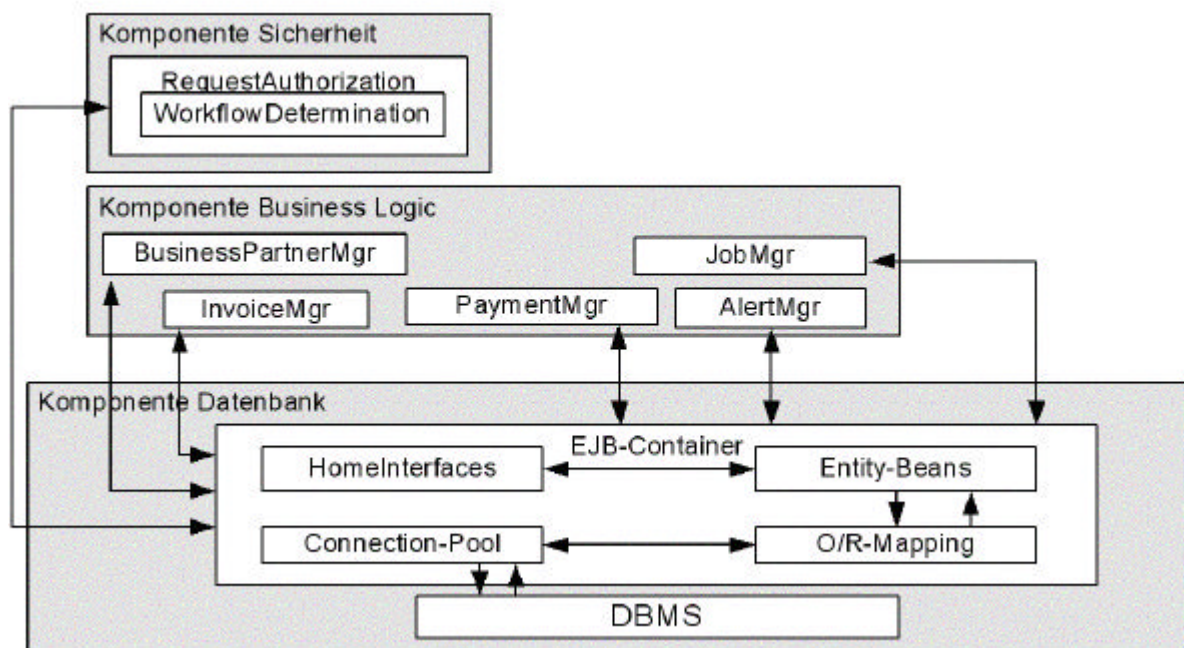 Komponente Sicherheit
RequestAuthorization
WorkflowDetermination
Komponente Business Logic
BusinessPartnerMgr
JobMgr
InvoiceMgr
PaymentMgr
AlertMgr
Komponente Datenbank
EJB-Container
HomeInterfaces
Entity-Beans
Connection-Pool
O/R-Mapping
DBMS